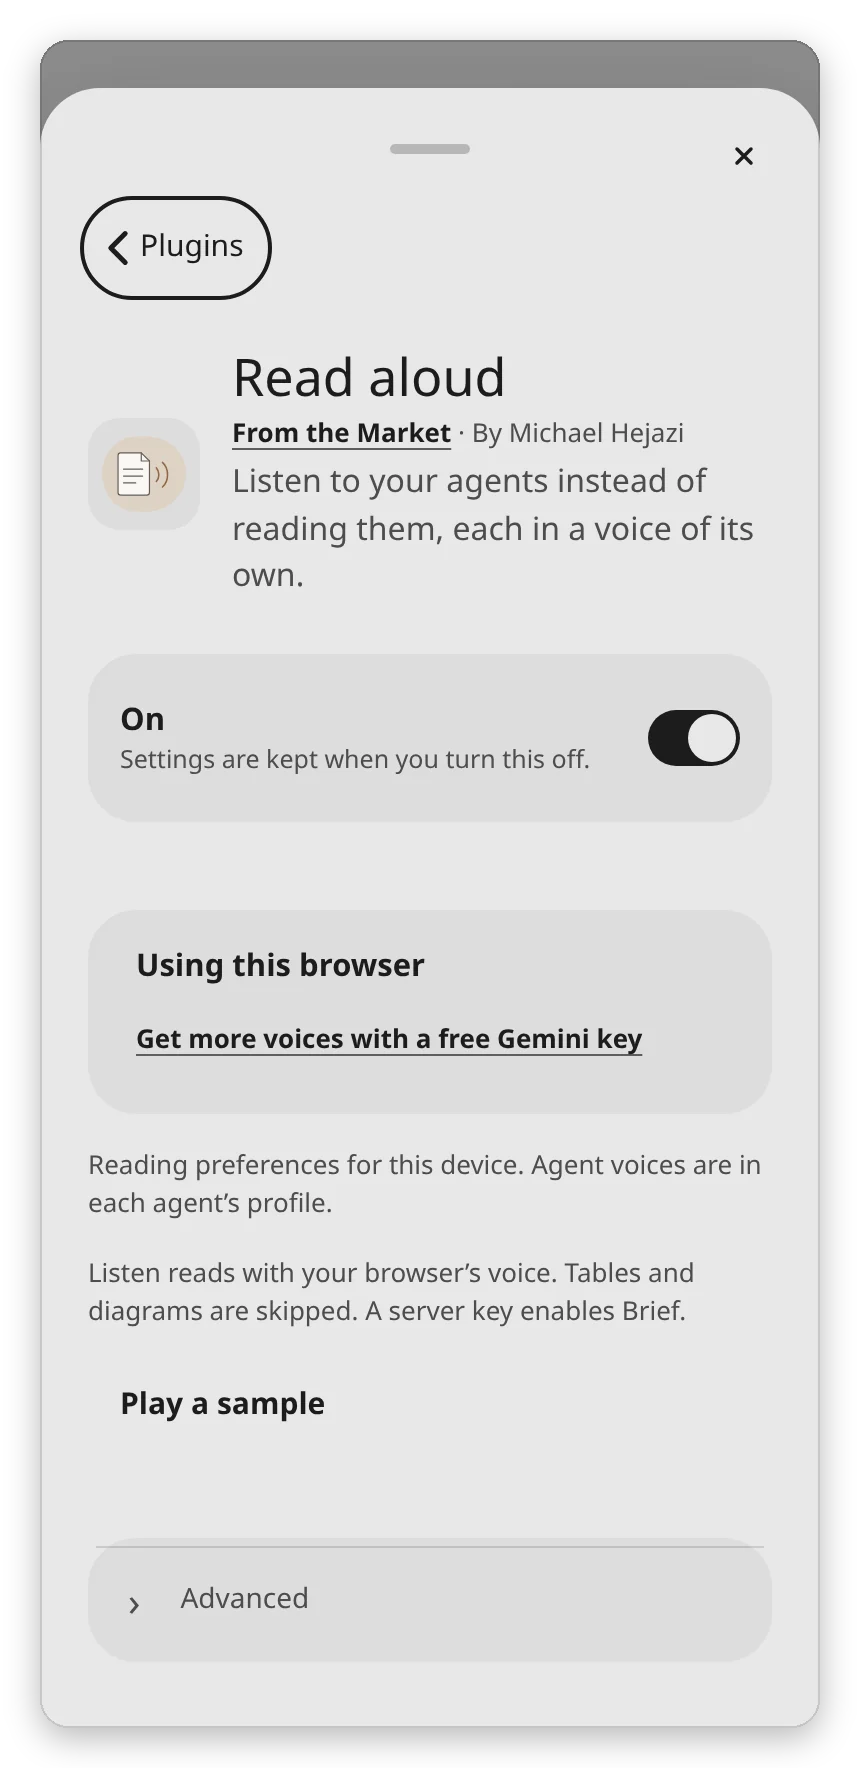 Plugins
Read aloud
From the Market · By Michael Hejazi
Listen to your agents instead of
reading them, each in a voice of its
own.
On
Settings are kept when you turn this off.
Using this browser
Get more voices with a free Gemini key
Reading preferences for this device. Agent voices are in
each agent’s profile.
Listen reads with your browser’s voice. Tables and
diagrams are skipped. A server key enables Brief.
Play a sample
Advanced